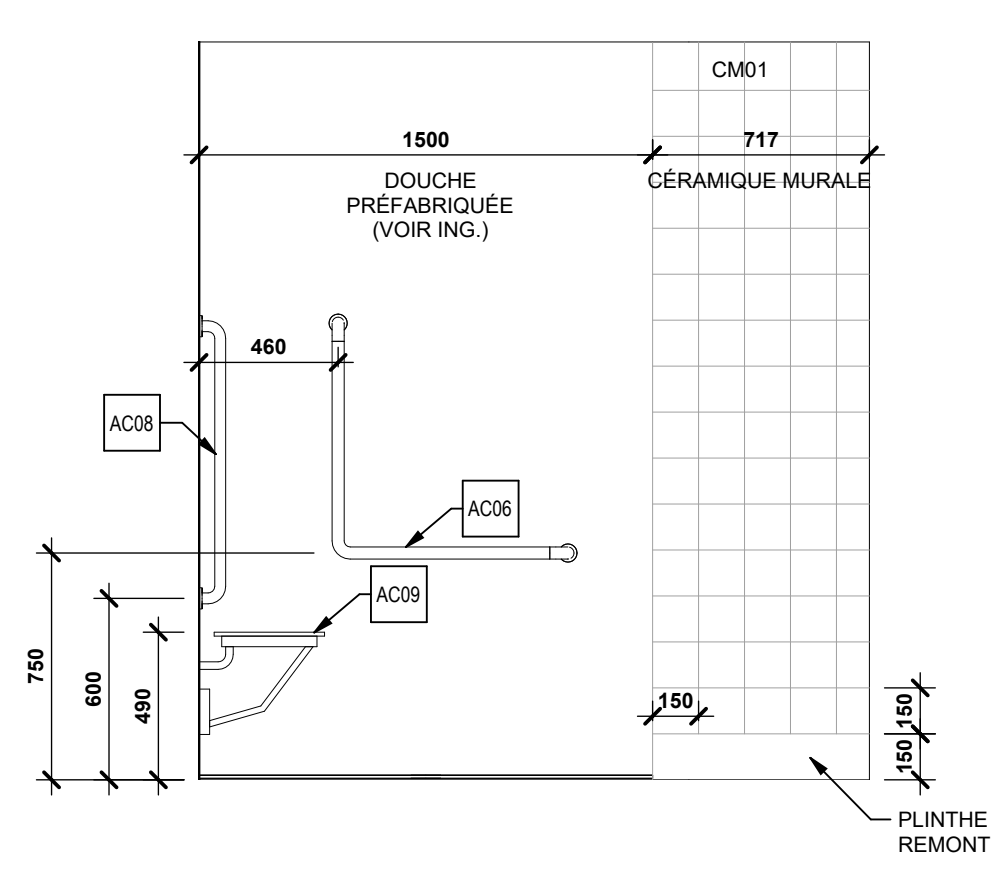 CM01
1500
717
DOUCHE
PRÉFABRIQUÉE
(VOIR ING.)
CÉRAMIQUE MURALE
460
AC08
AC06
AC09
750
600
490
150
150
150
PLINTHE
REMONT